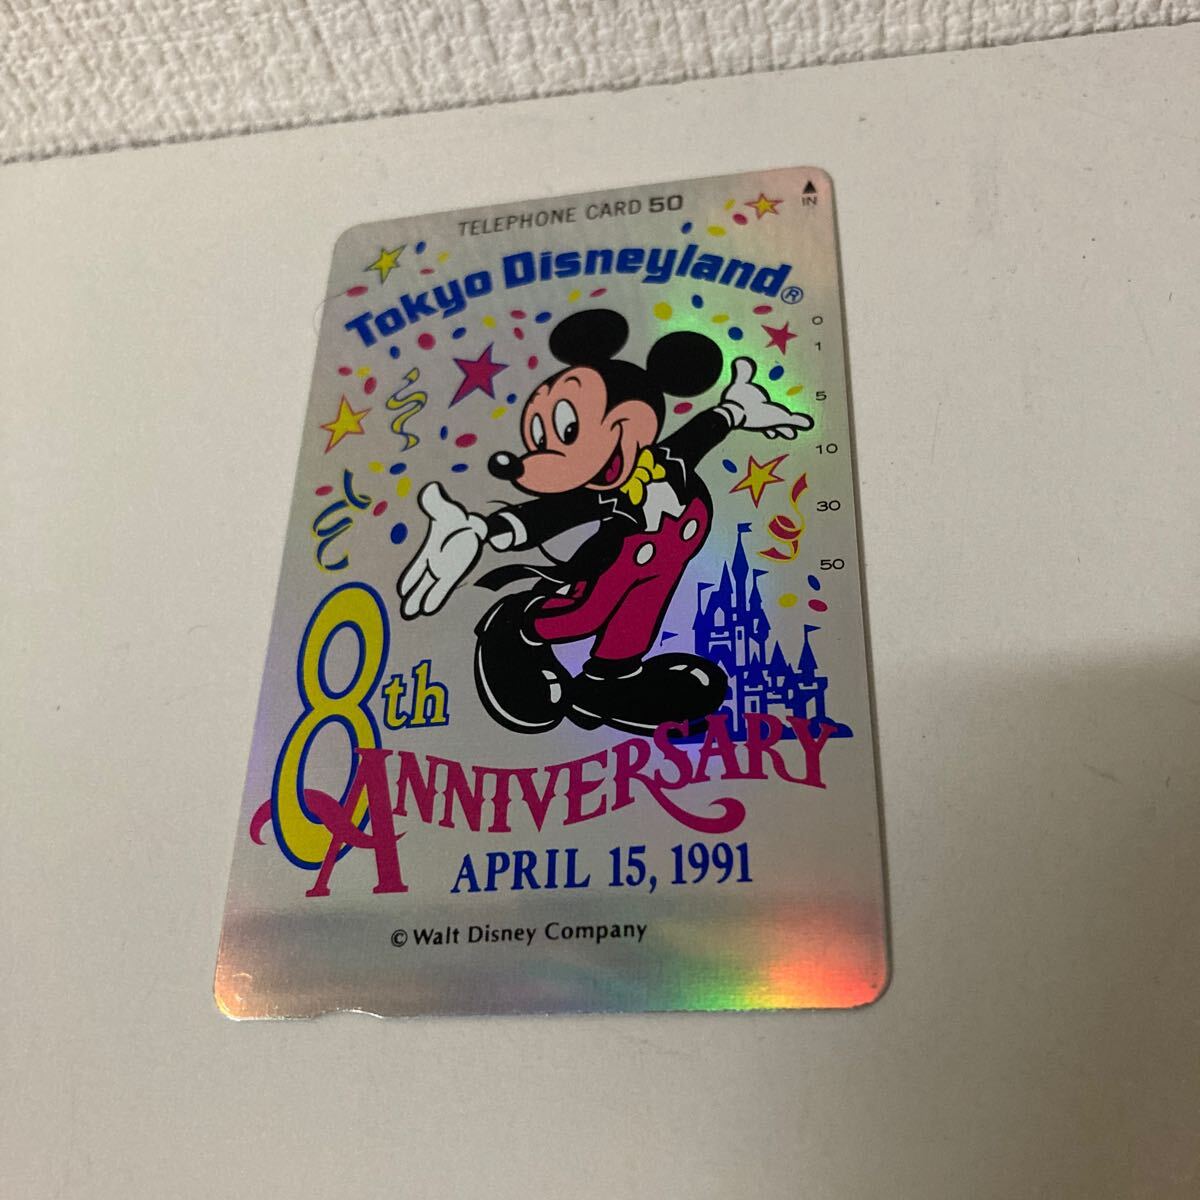 TELEPHONE CARD 50
▲
IN
Tokyo Disneyland®
0
1
5
10
30
50
8th
ANNIVERSARY
APRIL 15, 1991
© Walt Disney Company